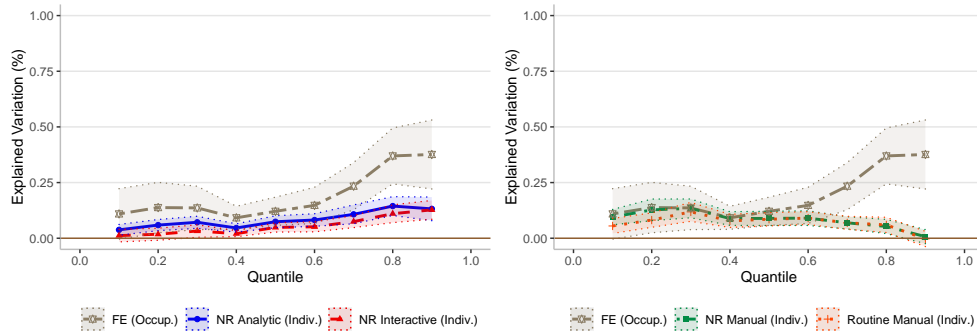 1.00
0.75
0.50
0.25
0.00
Explained Variation (%)
0.0 0.2 0.4 0.6 0.8 1.0
Quantile
FE (Occup.) NR Analytic (Indiv.) NR Interactive (Indiv.)
1.00
0.75
0.50
0.25
0.00
Explained Variation (%)
0.0 0.2 0.4 0.6 0.8 1.0
Quantile
FE (Occup.) NR Manual (Indiv.) Routine Manual (Indiv.)